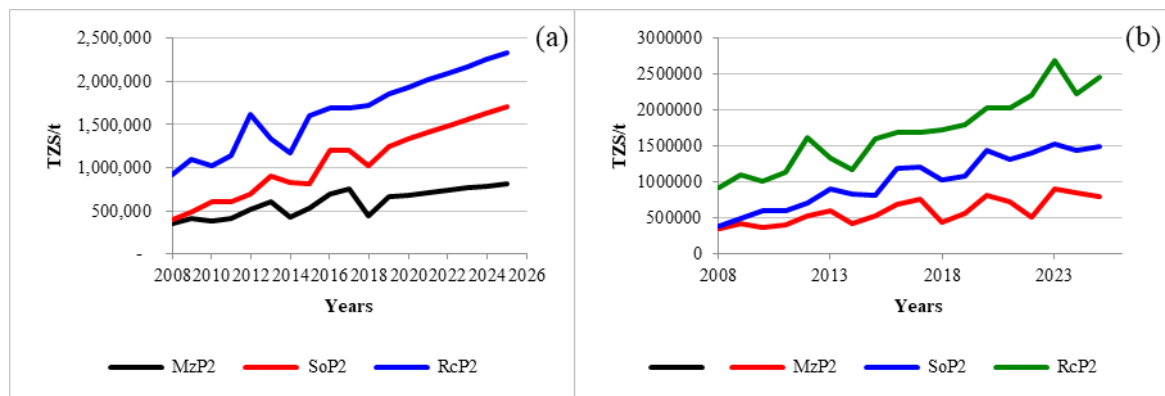 (a)
2,500,000
2,000,000
1,500,000
1,000,000
500,000
-
TZS/t
2008 2010 2012 2014 2016 2018 2020 2022 2024 2026
Years
MzP2 SoP2 RcP2
(b)
3000000
2500000
2000000
1500000
1000000
500000
0
TZS/t
2008 2013 2018 2023
Years
MzP2 SoP2 RcP2